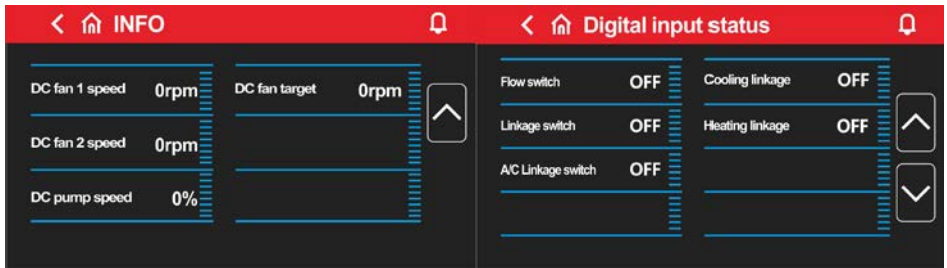 INFO
DC fan 1 speed 0rpm DC fan target 0rpm
DC fan 2 speed 0rpm
DC pump speed 0%
Digital input status
Flow switch OFF Cooling linkage OFF
Linkage switch OFF Heating linkage OFF
A/C Linkage switch OFF